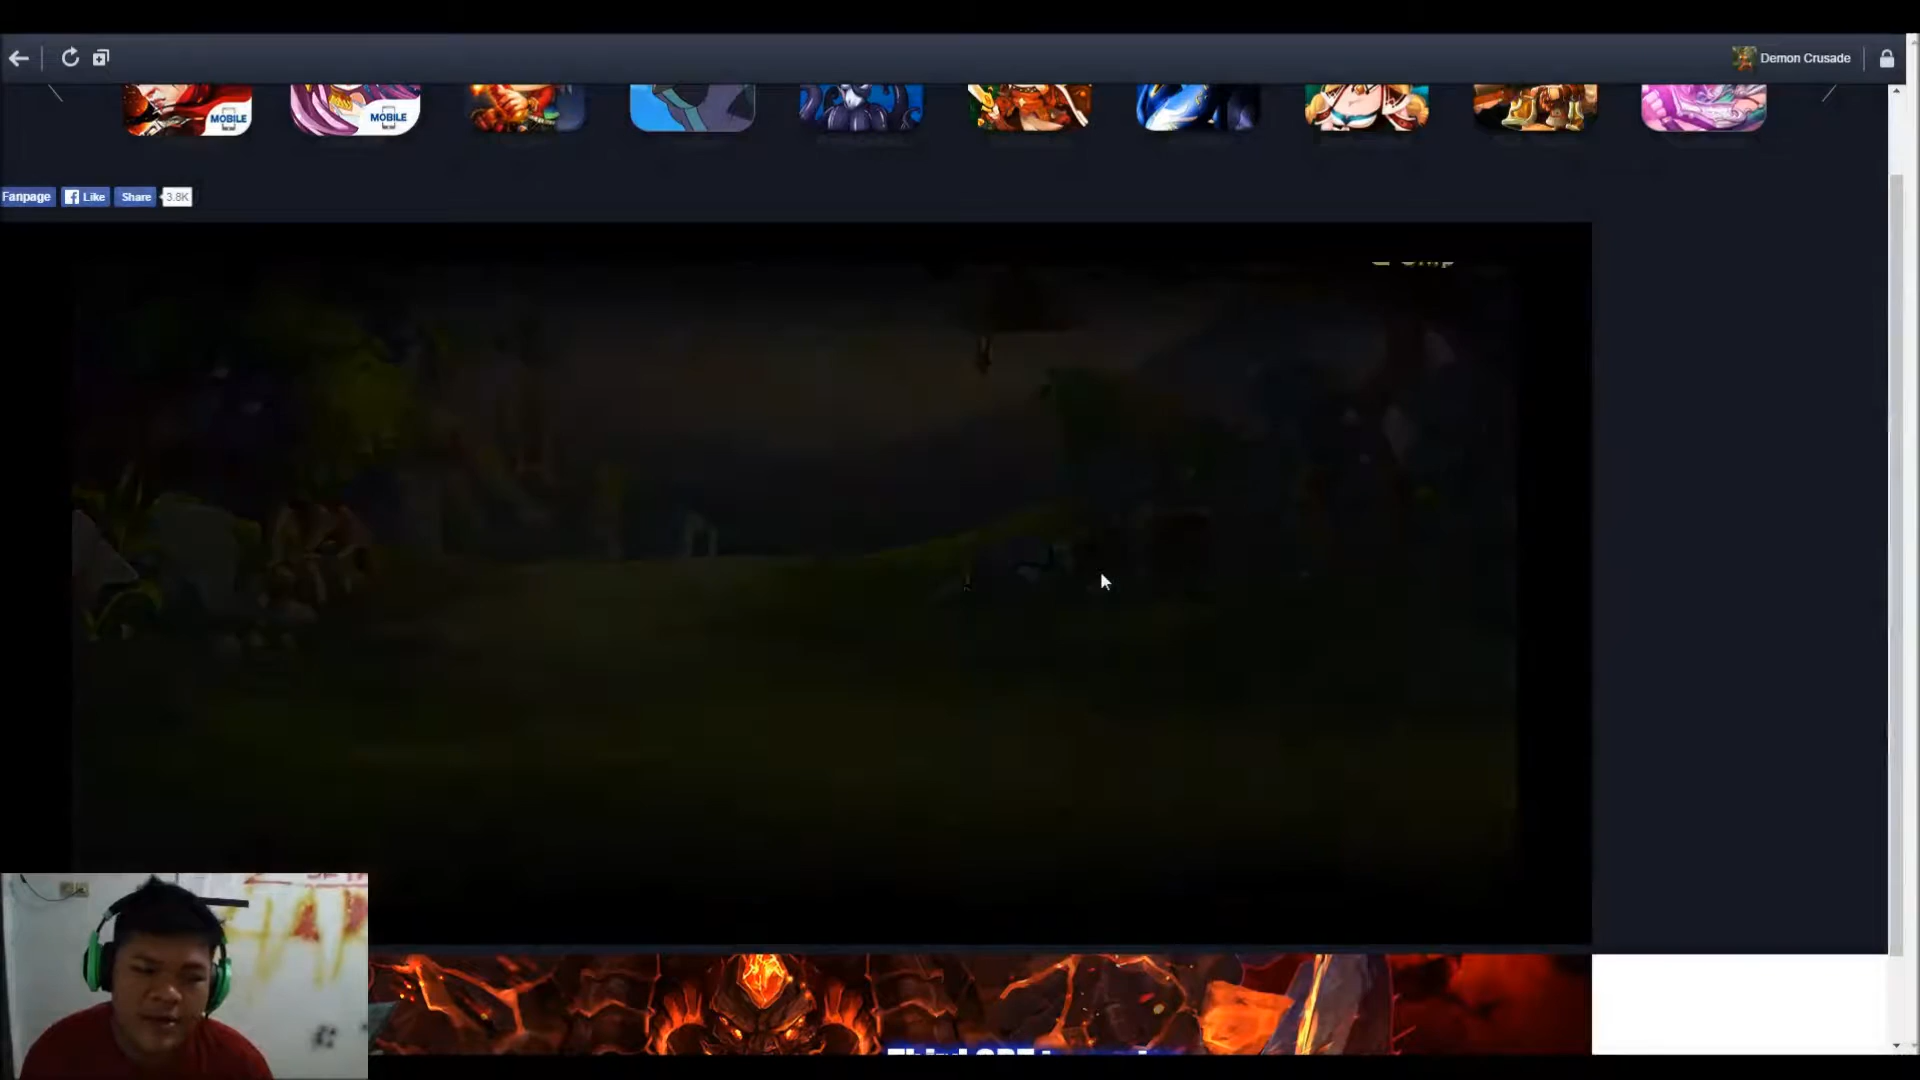 Demon Crusade
MOBILE
MOBILE
Fanpage
Like
Share
3.8K